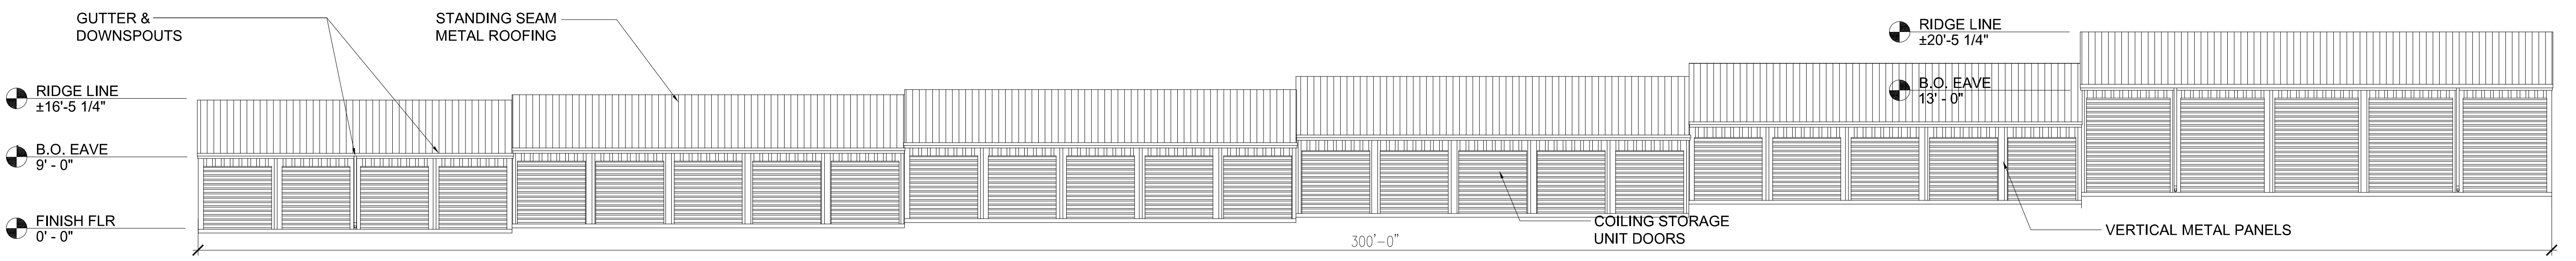 GUTTER &
DOWNSPOUTS
STANDING SEAM
METAL ROOFING
RIDGE LINE
±20'-5 1/4"
RIDGE LINE
±16'-5 1/4"
B.O. EAVE
13' - 0"
B.O. EAVE
9' - 0"
FINISH FLR
0' - 0"
COILING STORAGE
UNIT DOORS
VERTICAL METAL PANELS
300'-0"